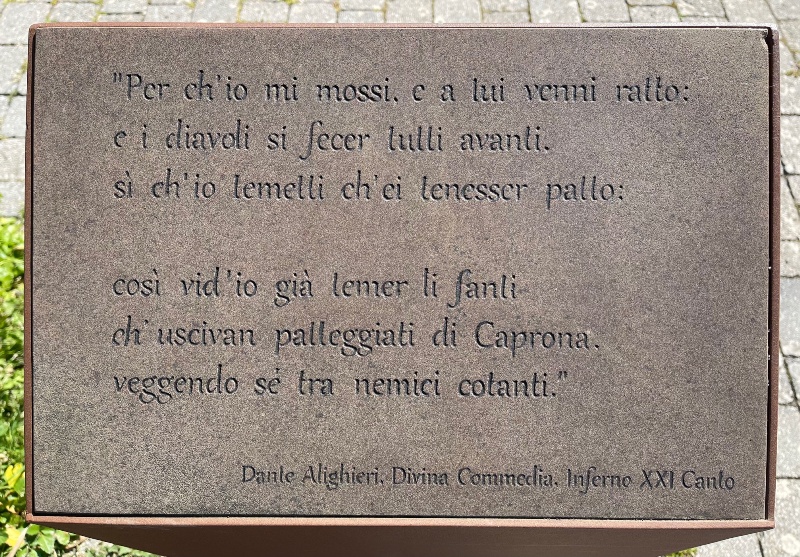 "Per ch'io mi mossi, e a lui venni ratto:
e i diavoli si fecer tutti avanti,
sì ch'io temetti ch'ei tenesser patto:
così vid'io già temer li fanti
ch'uscivan patteggiati di Caprona,
veggendo sé tra nemici cotanti."
Dante Alighieri, Divina Commedia, Inferno XXI Canto